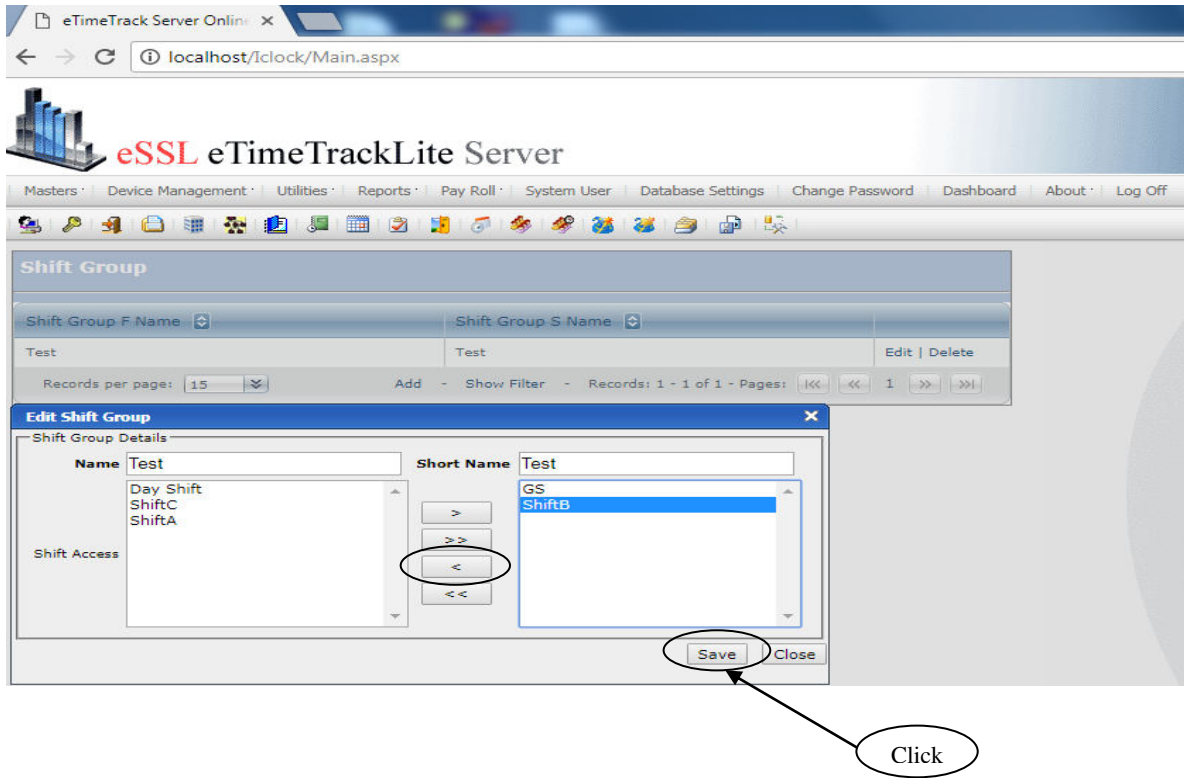 eTimeTrack Server Online
localhost/Iclock/Main.aspx
eSSL eTimeTrackLite Server
Masters Device Management Utilities Reports Pay Roll System User Database Settings Change Password Dashboard About Log Off
Shift Group
Shift Group F Name Shift Group S Name
Test Test Edit | Delete
Records per page: 15 Add - Show Filter - Records: 1 - 1 of 1 - Pages: << << 1 >> >>
Edit Shift Group X
Shift Group Details
Name Test Short Name Test
Day Shift
ShiftC
ShiftA
Shift Access
>
>>
<
<<
GS
ShiftB
Save Close
Click